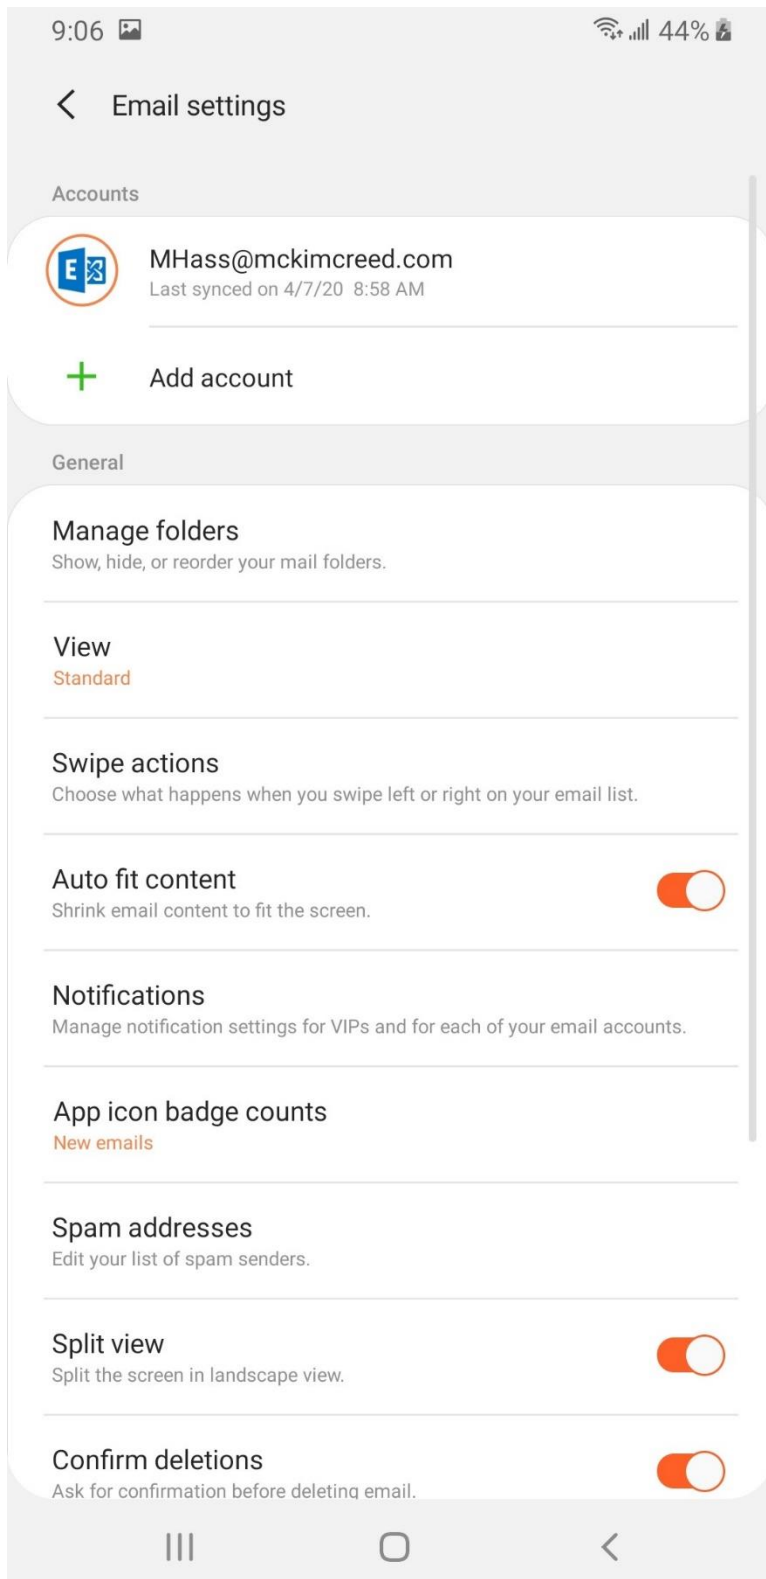 9:06 44%
Email settings
Accounts
E
MHass@mckimcreed.com
Last synced on 4/7/20 8:58 AM
Add account
General
Manage folders
Show, hide, or reorder your mail folders.
View
Standard
Swipe actions
Choose what happens when you swipe left or right on your email list.
Auto fit content
Shrink email content to fit the screen.
Notifications
Manage notification settings for VIPs and for each of your email accounts.
App icon badge counts
New emails
Spam addresses
Edit your list of spam senders.
Split view
Split the screen in landscape view.
Confirm deletions
Ask for confirmation before deleting email.